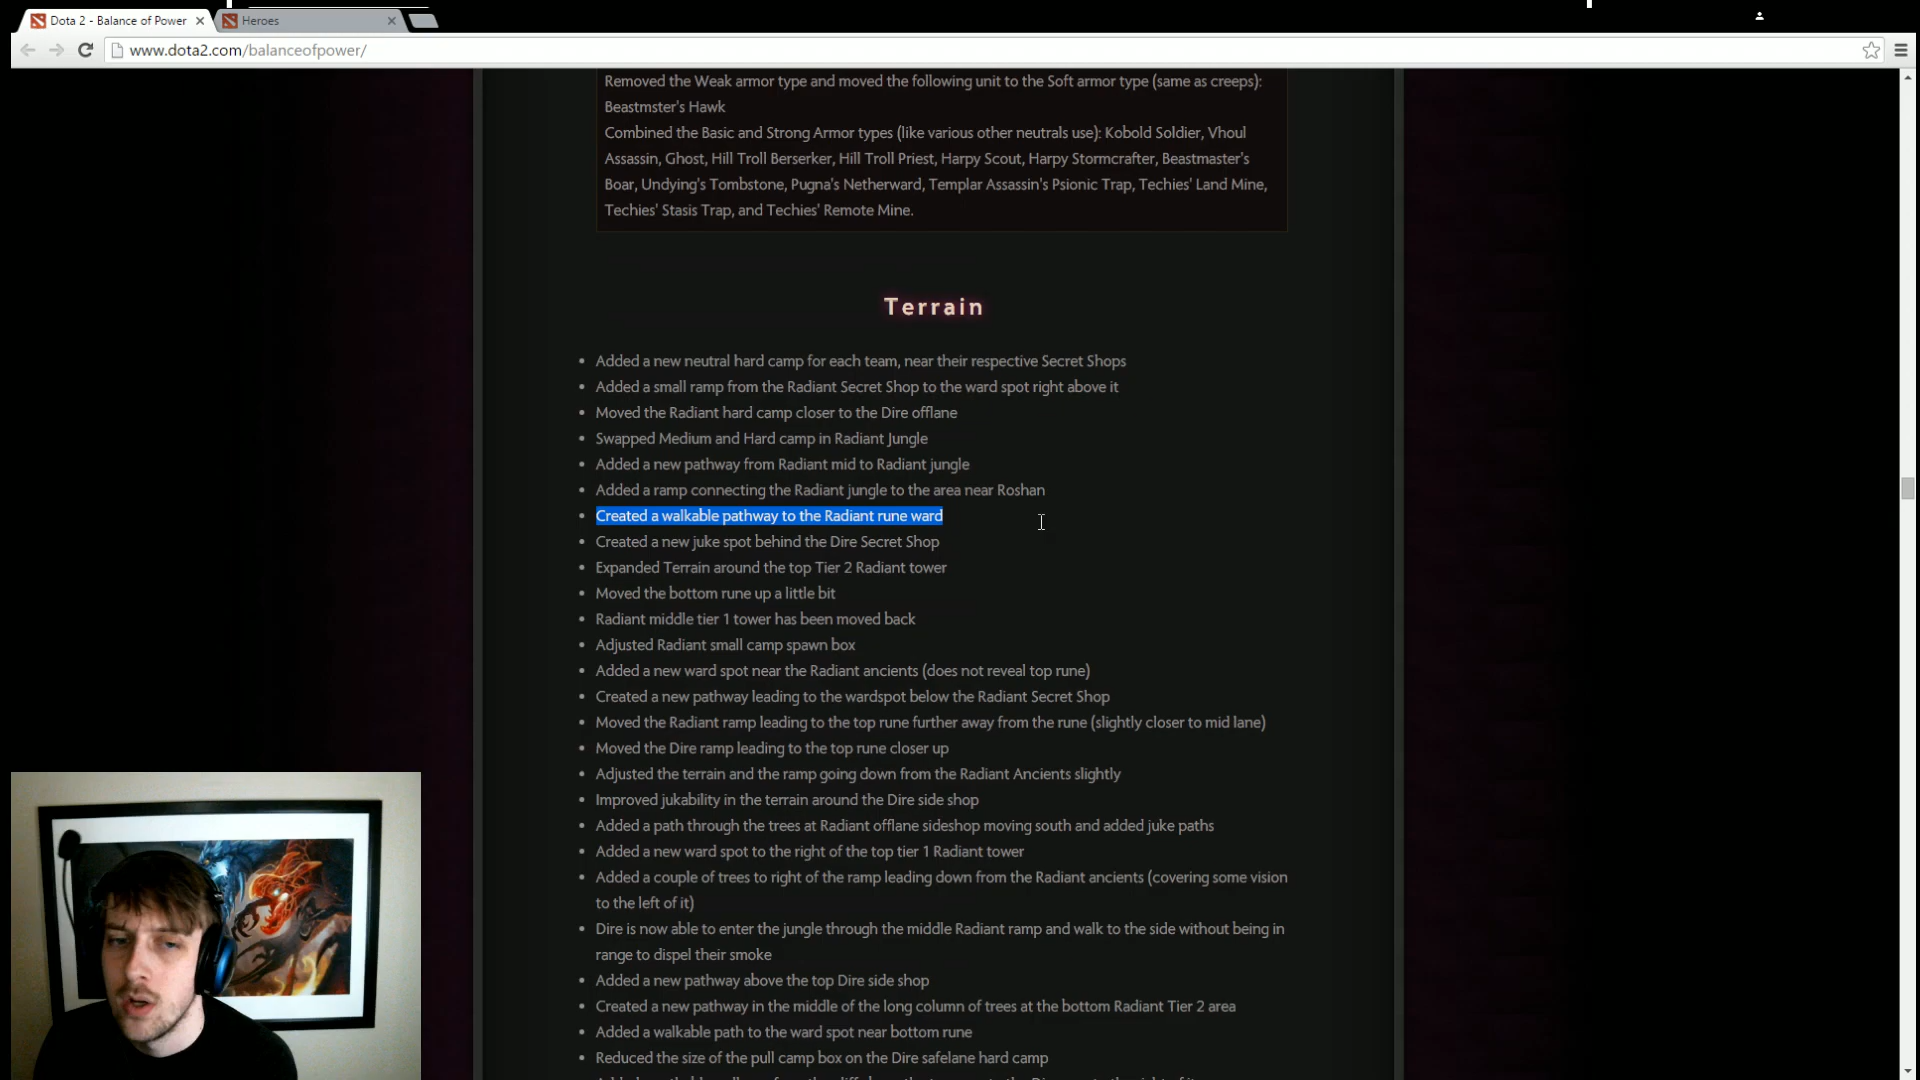 Dota 2 - Balance of Power
Heroes
www.dota2.com/balanceofpower/
Removed the Weak armor type and moved the following unit to the Soft armor type (same as creeps):
Beastmster's Hawk
Combined the Basic and Strong Armor types (like various other neutrals use): Kobold Soldier, Vhoul
Assassin, Ghost, Hill Troll Berserker, Hill Troll Priest, Harpy Scout, Harpy Stormcrafter, Beastmaster's
Boar, Undying's Tombstone, Pugna's Netherward, Templar Assassin's Psionic Trap, Techies' Land Mine,
Techies' Stasis Trap, and Techies' Remote Mine.
Terrain
• Added a new neutral hard camp for each team, near their respective Secret Shops
• Added a small ramp from the Radiant Secret Shop to the ward spot right above it
• Moved the Radiant hard camp closer to the Dire offlane
• Swapped Medium and Hard camp in Radiant Jungle
• Added a new pathway from Radiant mid to Radiant jungle
• Added a ramp connecting the Radiant jungle to the area near Roshan
• Created a walkable pathway to the Radiant rune ward
• Created a new juke spot behind the Dire Secret Shop
• Expanded Terrain around the top Tier 2 Radiant tower
• Moved the bottom rune up a little bit
• Radiant middle tier 1 tower has been moved back
• Adjusted Radiant small camp spawn box
• Added a new ward spot near the Radiant ancients (does not reveal top rune)
• Created a new pathway leading to the wardspot below the Radiant Secret Shop
• Moved the Radiant ramp leading to the top rune further away from the rune (slightly closer to mid lane)
• Moved the Dire ramp leading to the top rune closer up
• Adjusted the terrain and the ramp going down from the Radiant Ancients slightly
• Improved jukability in the terrain around the Dire side shop
• Added a path through the trees at Radiant offlane sideshop moving south and added juke paths
• Added a new ward spot to the right of the top tier 1 Radiant tower
• Added a couple of trees to right of the ramp leading down from the Radiant ancients (covering some vision
to the left of it)
• Dire is now able to enter the jungle through the middle Radiant ramp and walk to the side without being in
range to dispel their smoke
• Added a new pathway above the top Dire side shop
• Created a new pathway in the middle of the long column of trees at the bottom Radiant Tier 2 area
• Added a walkable path to the ward spot near bottom rune
• Reduced the size of the pull camp box on the Dire safelane hard camp